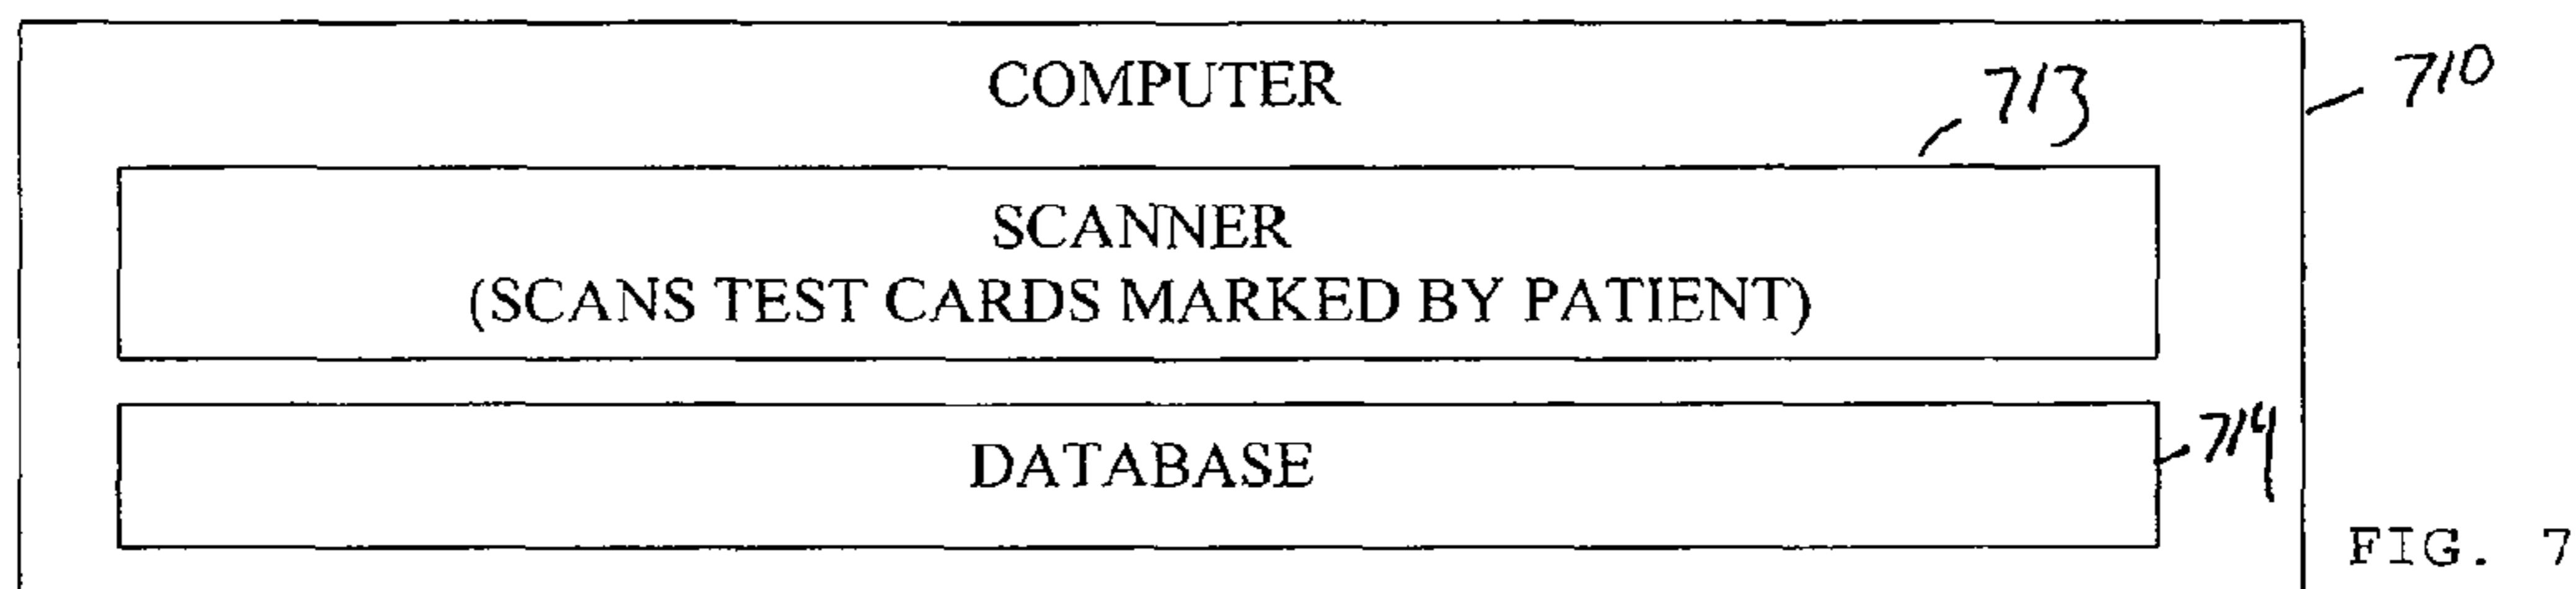 COMPUTER
710
713
SCANNER
(SCANS TEST CARDS MARKED BY PATIENT)
DATABASE
714
FIG. 7